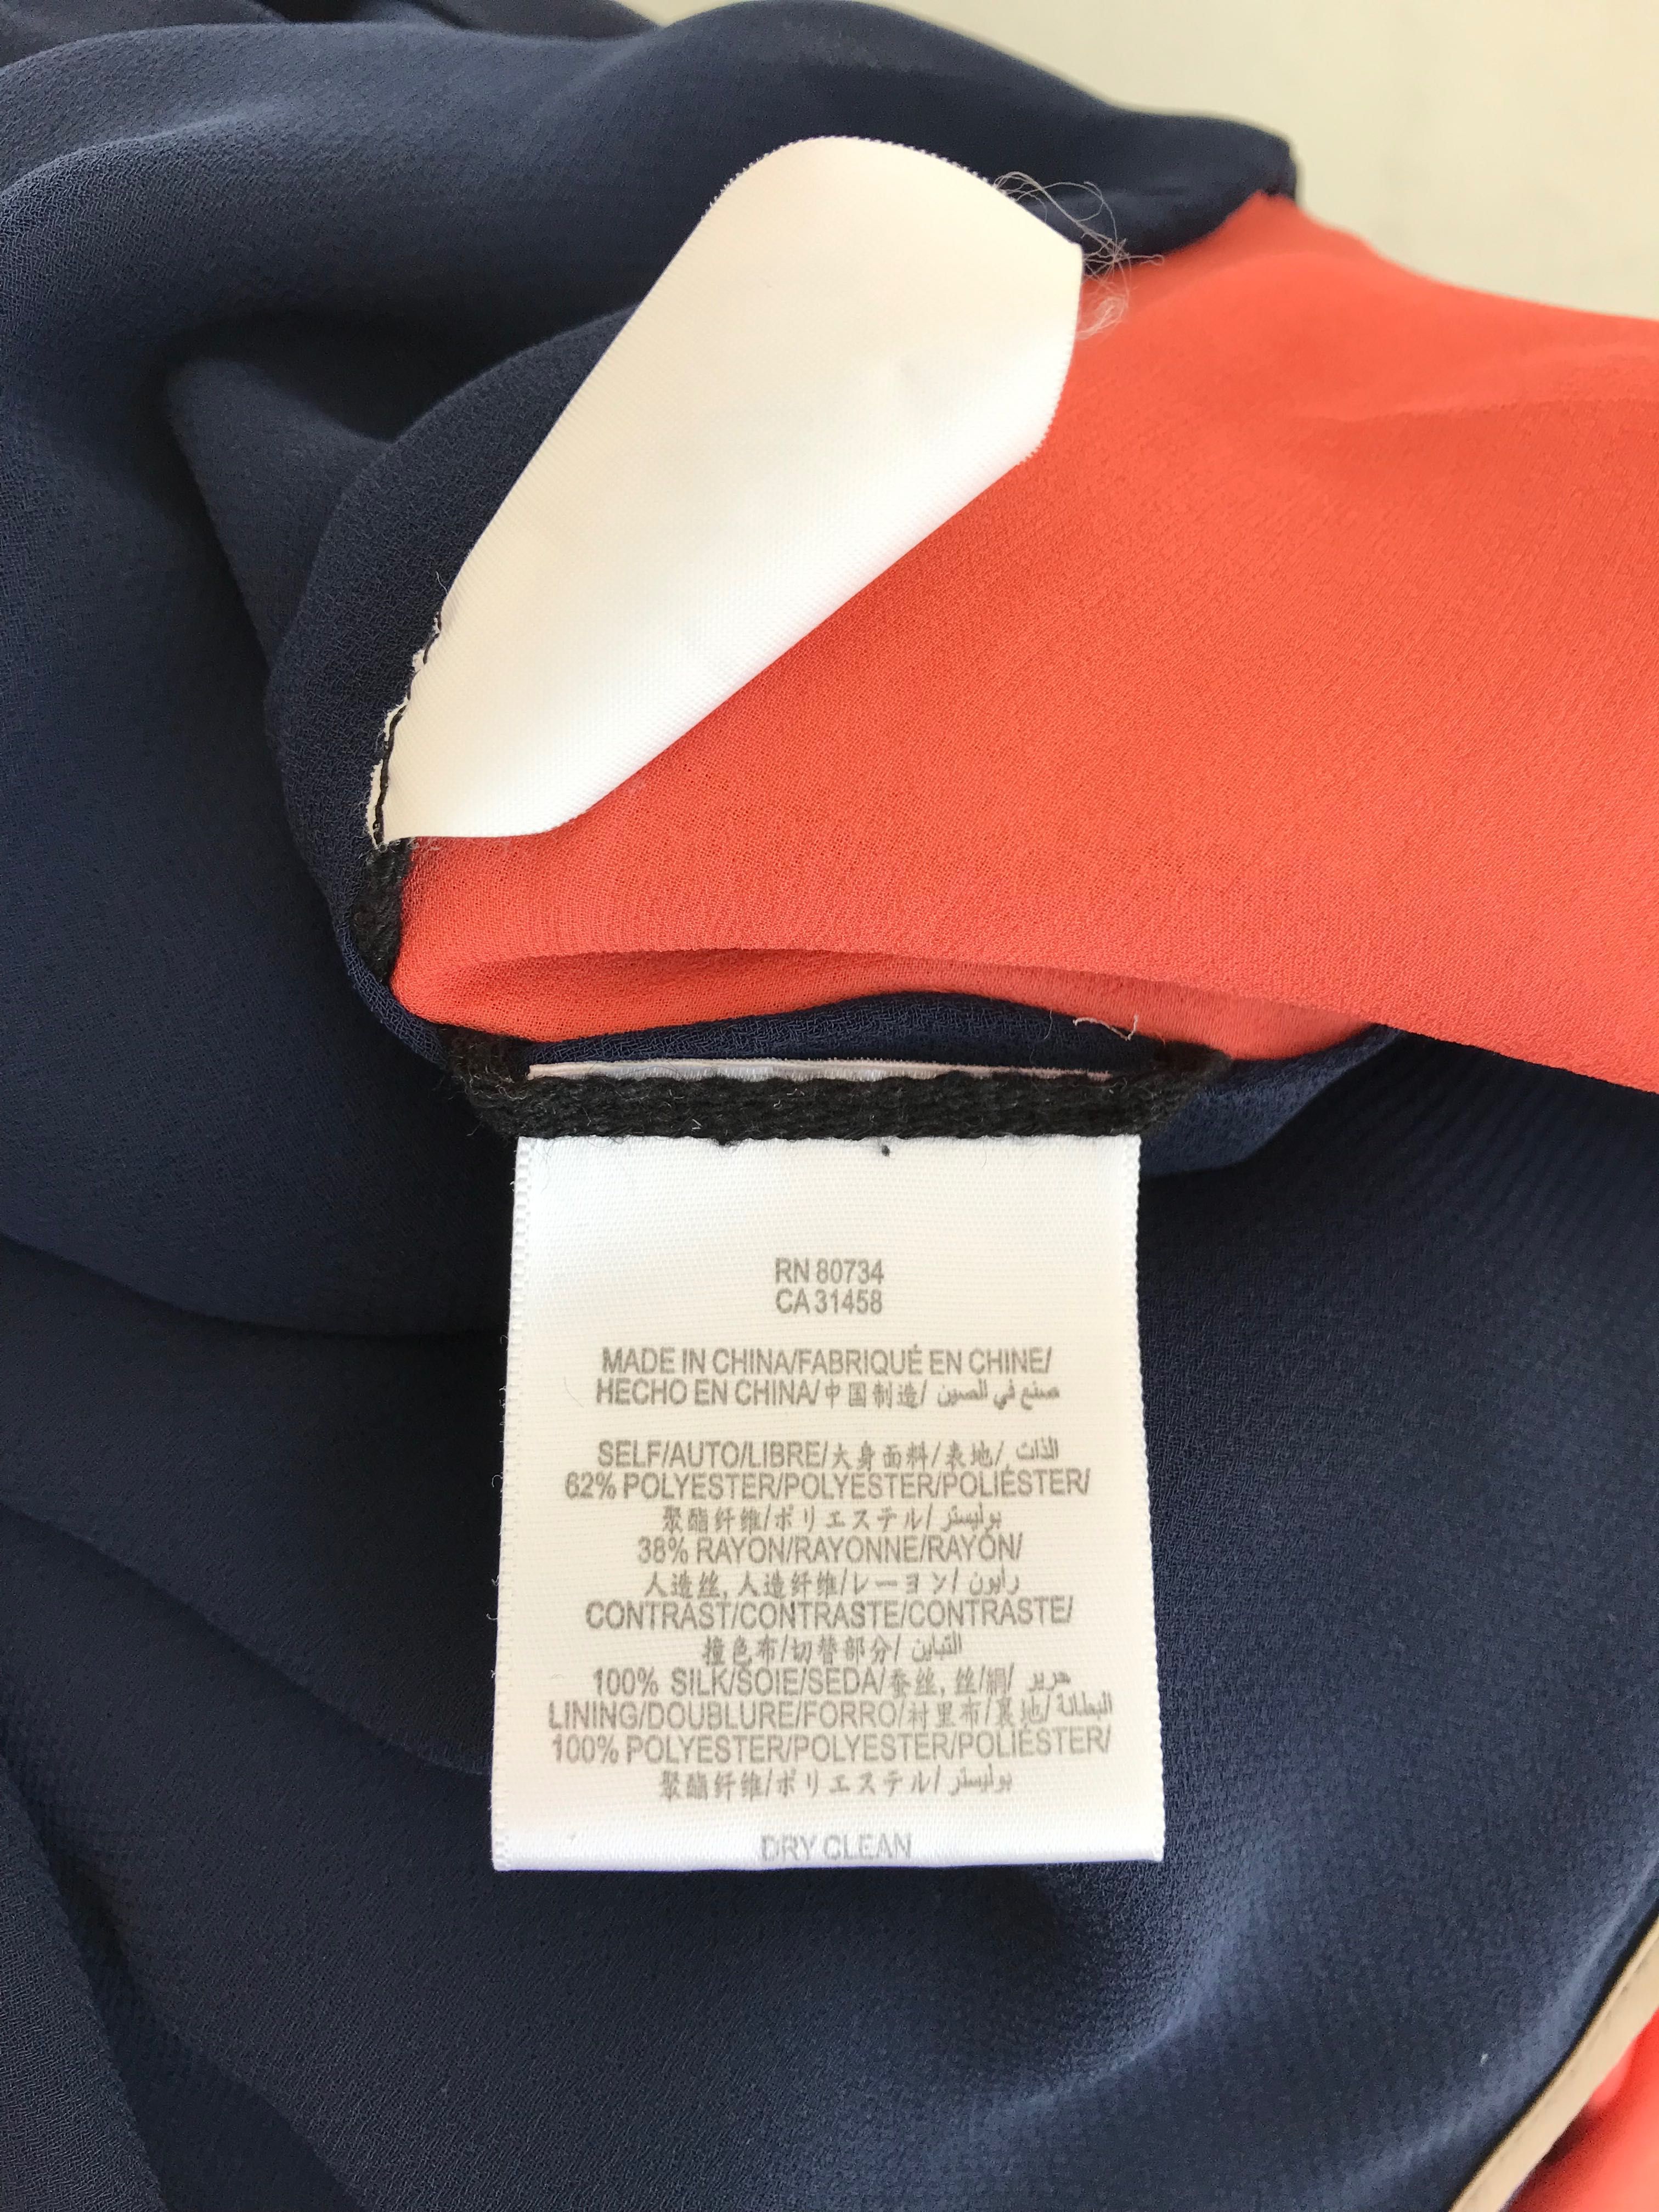 RN 80734
CA 31458
MADE IN CHINA/FABRIQUÉ EN CHINE/
HECHO EN CHINA/中国制造/ صنع في الصين
SELF/AUTO/LIBRE/大身面料/表地/ الذات
62% POLYESTER/POLYESTER/POLIÉSTER/
聚酯纤维/ポリエステル/ بوليستر
38% RAYON/RAYONNE/RAYÓN/
人造丝, 人造纤维/レーヨン/ رايون
CONTRAST/CONTRASTE/CONTRASTE/
撞色布/切替部分/ التباين
100% SILK/SOIE/SEDA/蚕丝, 丝/絹/ حرير
LINING/DOUBLURE/FORRO/衬里布/裏地/ البطانة
100% POLYESTER/POLYESTER/POLIÉSTER/
聚酯纤维/ポリエステル/ بوليستر
DRY CLEAN